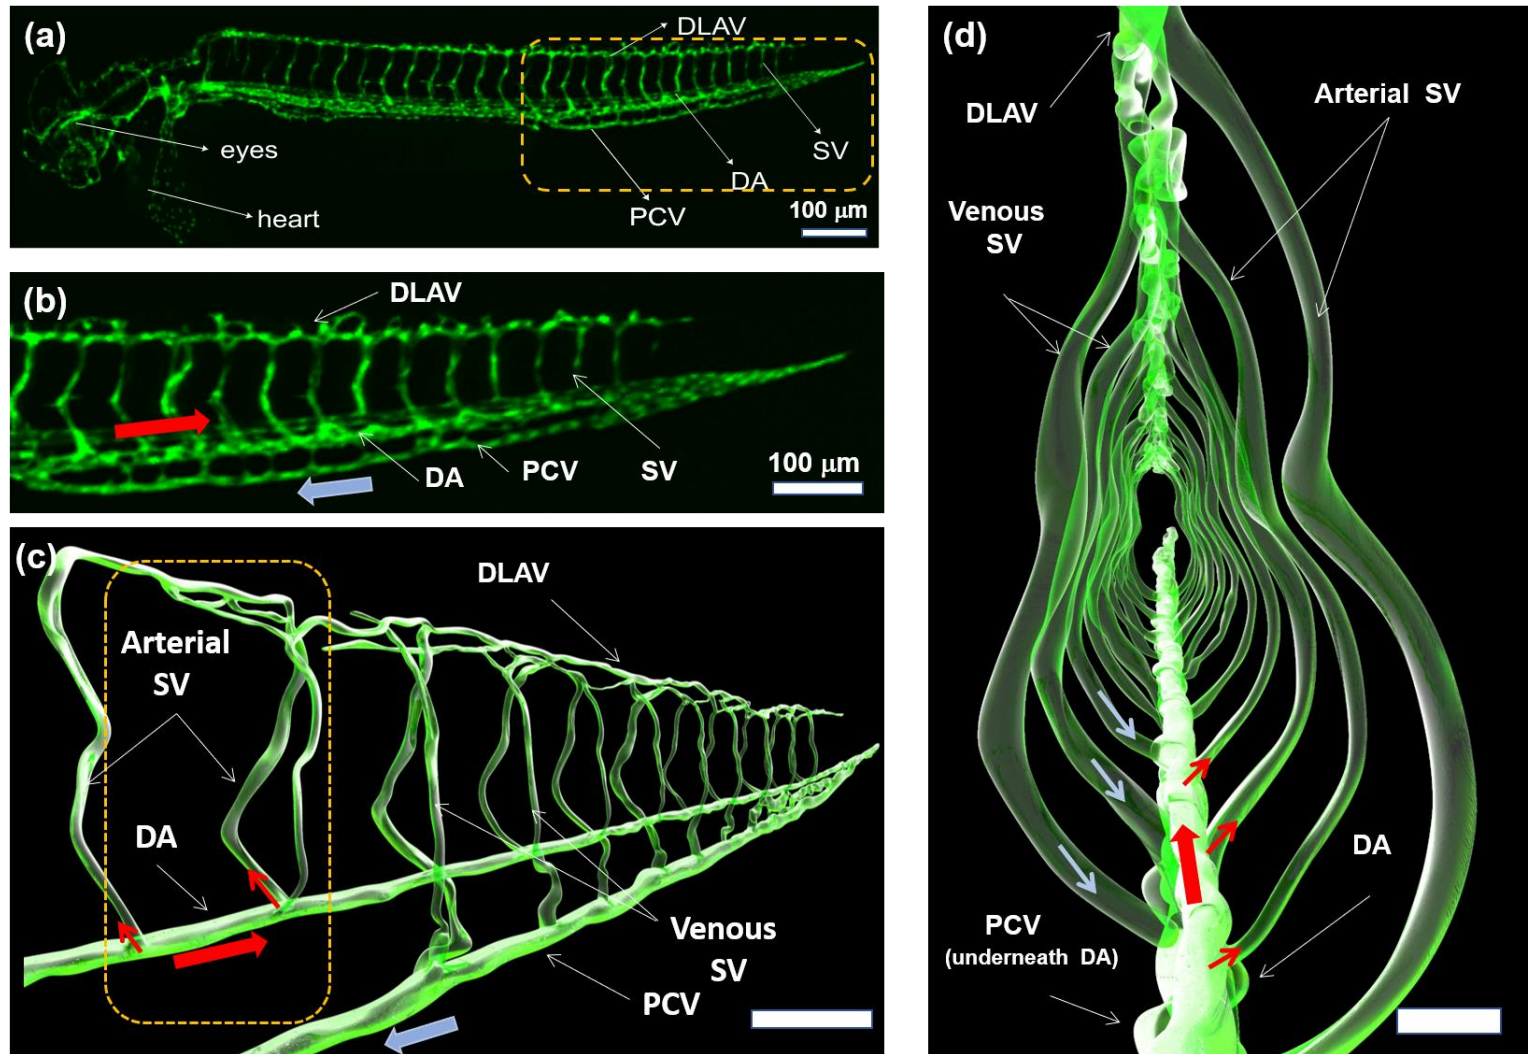 (a)
DLAV
eyes
SV
DA
heart
PCV
100 μm
(b)
DLAV
DA
PCV
SV
100 μm
(c)
DLAV
Arterial
SV
DA
Venous
SV
PCV
(d)
DLAV
Arterial SV
Venous
SV
DA
PCV
(underneath DA)